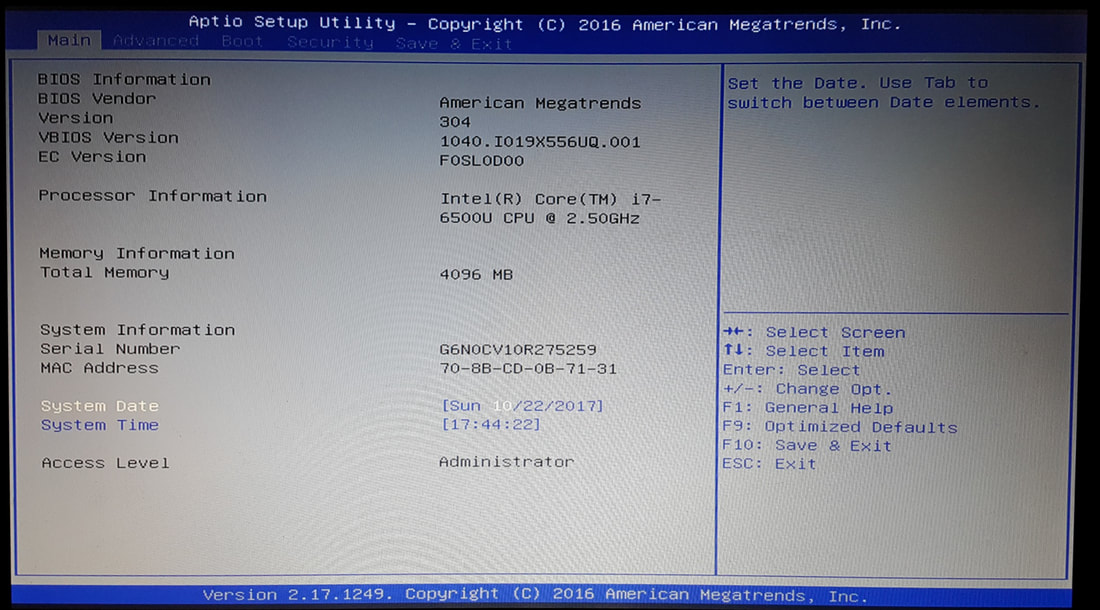 Aptio Setup Utility - Copyright (C) 2016 American Megatrends, Inc.
Main Advanced Boot Security Save & Exit
BIOS Information
BIOS Vendor American Megatrends
Version 304
VBIOS Version 1040.I019X556UQ.001
EC Version F0SL0D00
Processor Information Intel(R) Core(TM) i7-
6500U CPU @ 2.50GHz
Memory Information
Total Memory 4096 MB
System Information
Serial Number G6N0CV10R275259
MAC Address 70-8B-CD-0B-71-31
System Date [Sun 10/22/2017]
System Time [17:44:22]
Access Level Administrator
Set the Date. Use Tab to
switch between Date elements.
→←: Select Screen
↑↓: Select Item
Enter: Select
+/-: Change Opt.
F1: General Help
F9: Optimized Defaults
F10: Save & Exit
ESC: Exit
Version 2.17.1249. Copyright (C) 2016 American Megatrends, Inc.